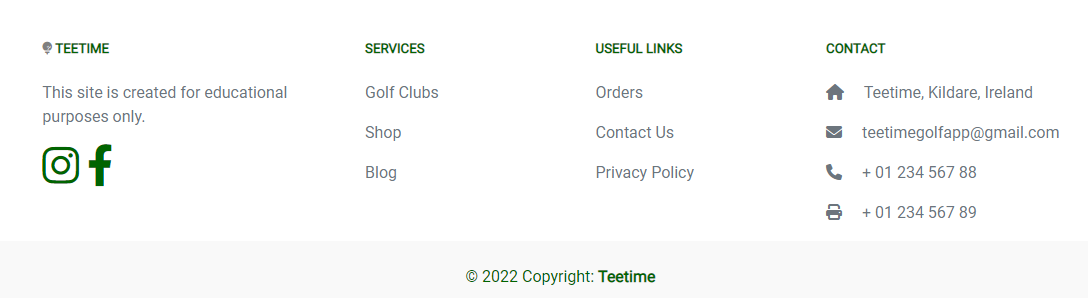 TEETIME
This site is created for educational
purposes only.
SERVICES
Golf Clubs
Shop
Blog
USEFUL LINKS
Orders
Contact Us
Privacy Policy
CONTACT
Teetime, Kildare, Ireland
teetimegolfapp@gmail.com
+ 01 234 567 88
+ 01 234 567 89
© 2022 Copyright: Teetime